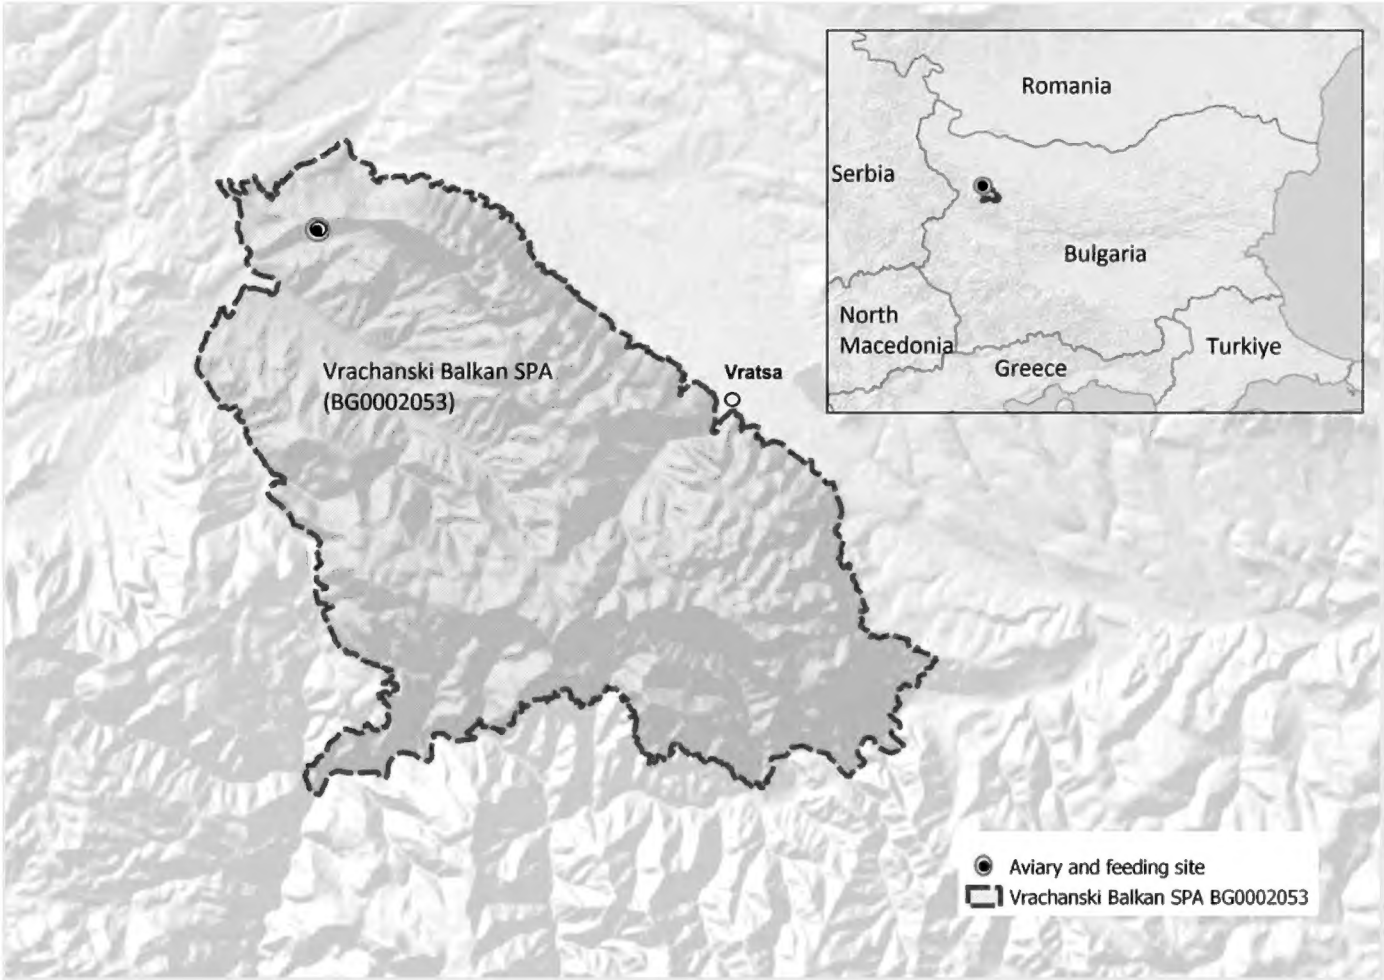 Romania
Serbia
Bulgaria
North
Macedonia
Greece
Turkiye
Vrachanski Balkan SPA
(BG0002053)
Vratsa
Aviary and feeding site
Vrachanski Balkan SPA BG0002053